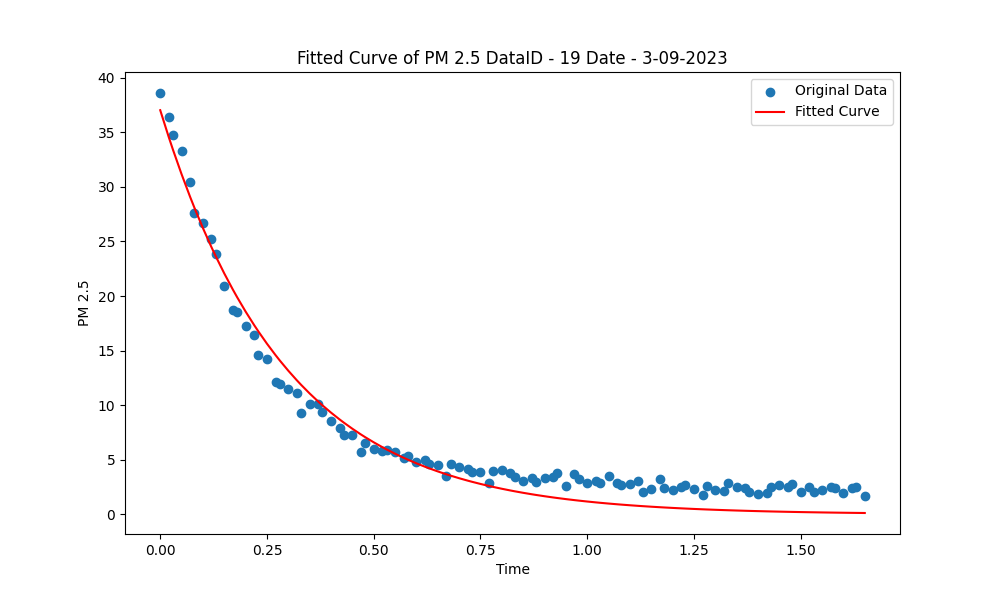 Fitted Curve of PM 2.5 DataID - 19 Date - 3-09-2023
Original Data
Fitted Curve
40
35
30
25
20
15
10
5
0
PM 2.5
0.00 0.25 0.50 0.75 1.00 1.25 1.50
Time